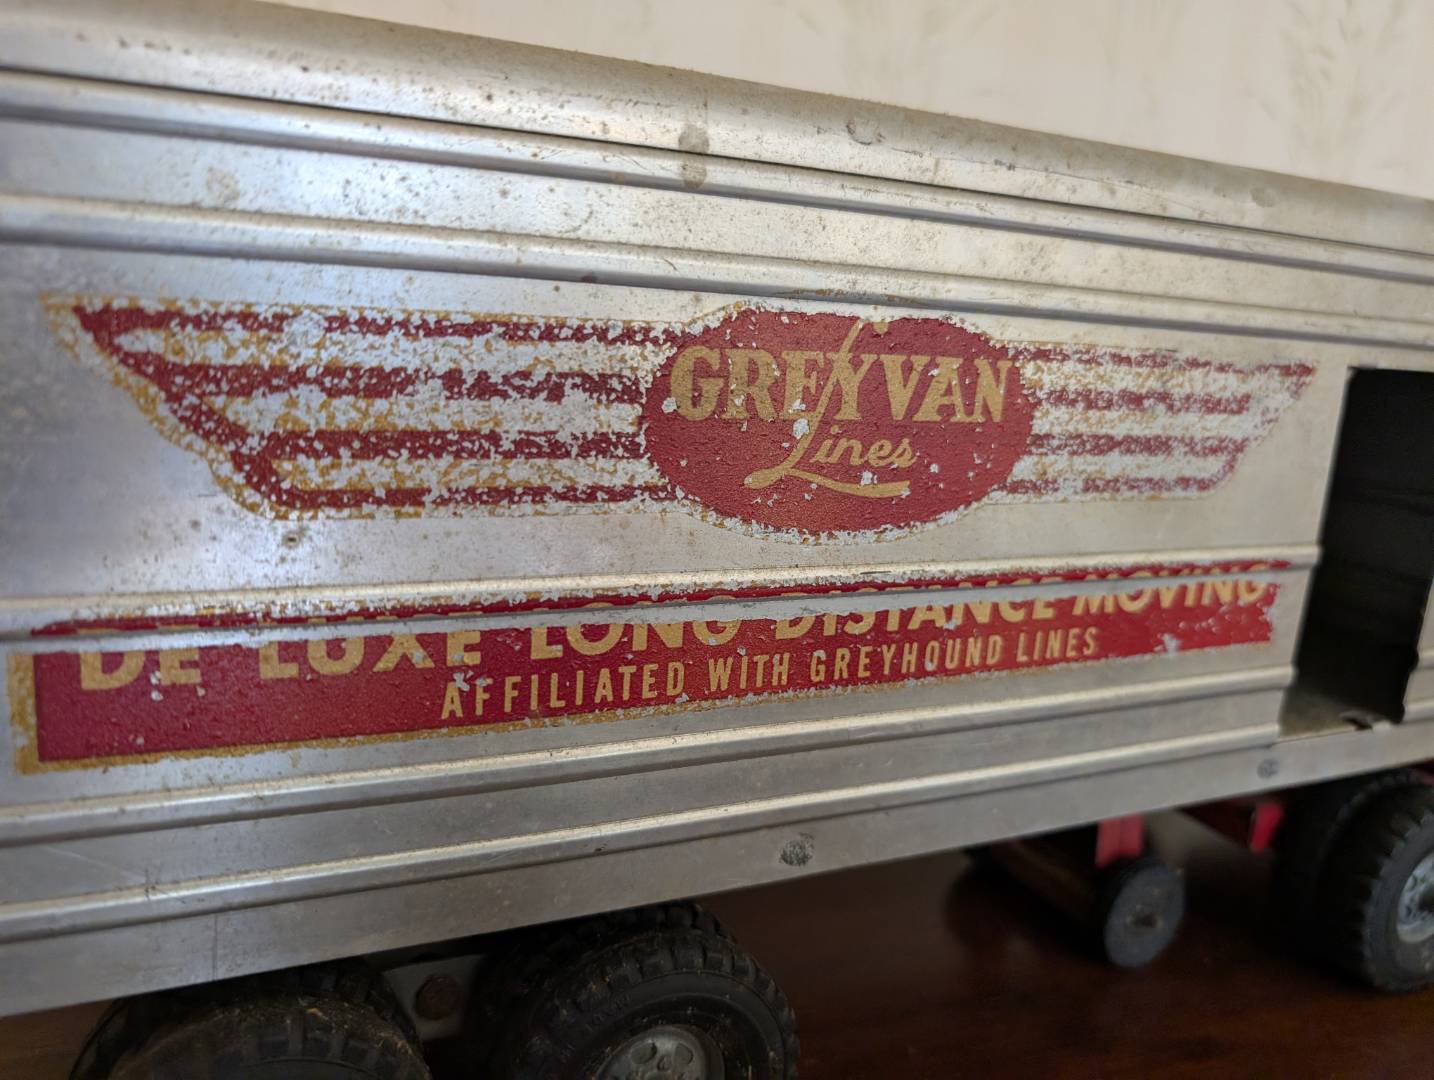 GREYVAN
Lines
DE LUXE LONG DISTANCE MOVING
AFFILIATED WITH GREYHOUND LINES